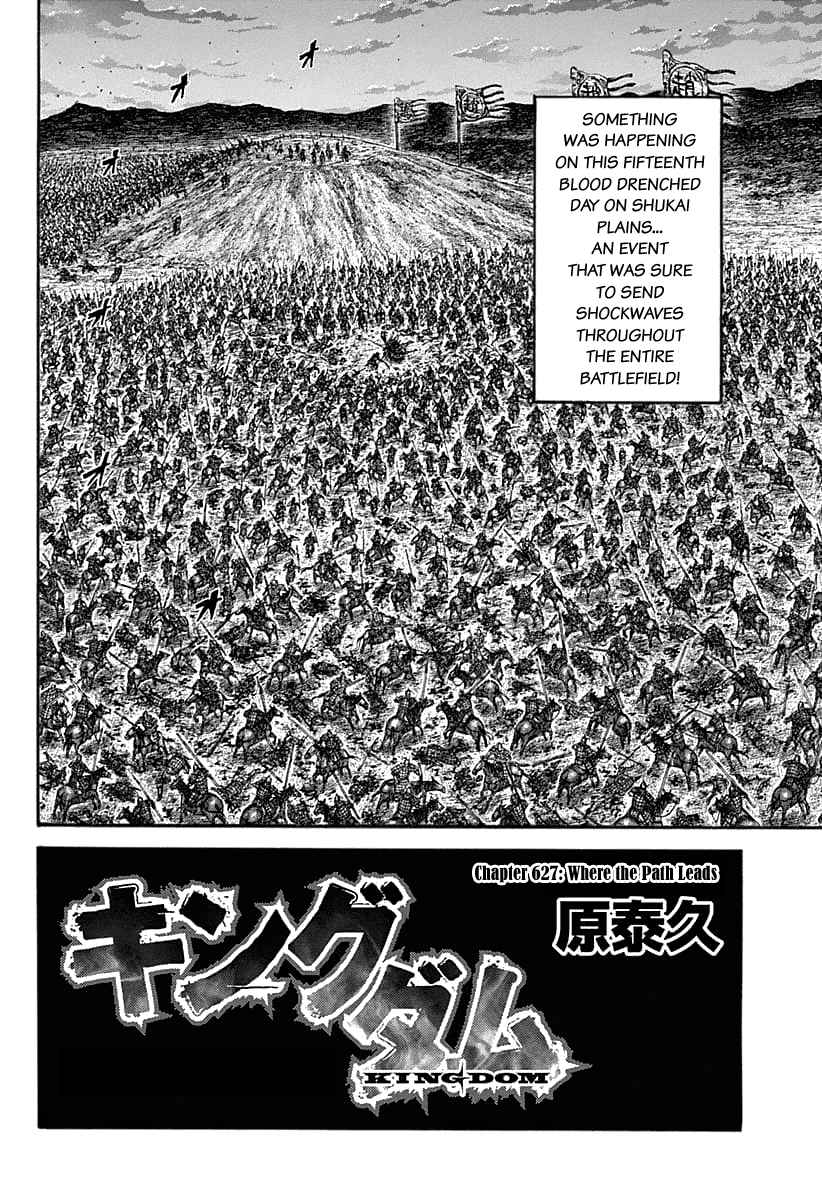 SOMETHING
WAS HAPPENING
ON THIS FIFTEENTH
BLOOD DRENCHED
DAY ON SHUKAI
PLAINS...
AN EVENT
THAT WAS SURE
TO SEND
SHOCKWAVES
THROUGHOUT
THE ENTIRE
BATTLEFIELD!
Chapter 627: Where the Path Leads
原泰久
キングダム
KINGDOM